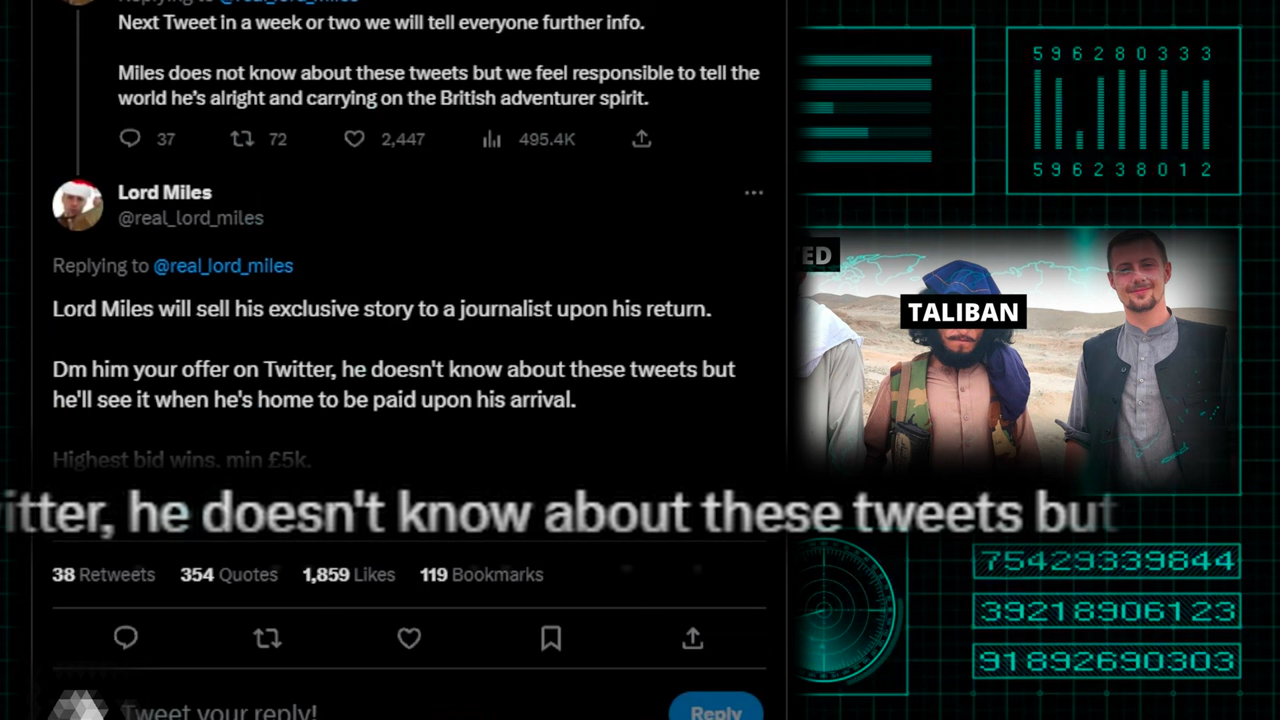 Replying to @real_lord_miles
Next Tweet in a week or two we will tell everyone further info.
Miles does not know about these tweets but we feel responsible to tell the
world he's alright and carrying on the British adventurer spirit.
37 72 2,447 495.4K
Lord Miles
@real_lord_miles
Replying to @real_lord_miles
Lord Miles will sell his exclusive story to a journalist upon his return.
Dm him your offer on Twitter, he doesn't know about these tweets but
he'll see it when he's home to be paid upon his arrival.
Highest bid wins. min £5k.
itter, he doesn't know about these tweets but
38 Retweets 354 Quotes 1,859 Likes 119 Bookmarks
Tweet your reply!
Reply
596280333
596238012
ED
TALIBAN
75429339844
39218906123
91892690303